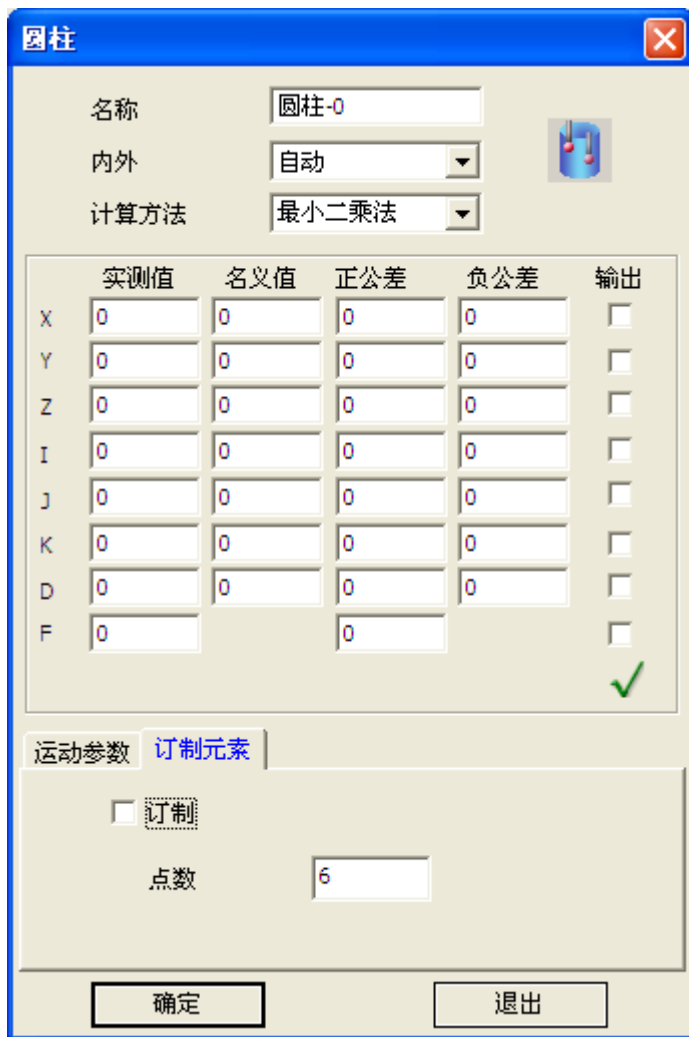 圆柱
名称 圆柱-0
内外 自动
计算方法 最小二乘法
实测值 名义值 正公差 负公差 输出
X 0 0 0 0
Y 0 0 0 0
Z 0 0 0 0
I 0 0 0 0
J 0 0 0 0
K 0 0 0 0
D 0 0 0 0
F 0 0
运动参数 订制元素
订制
点数 6
确定 退出